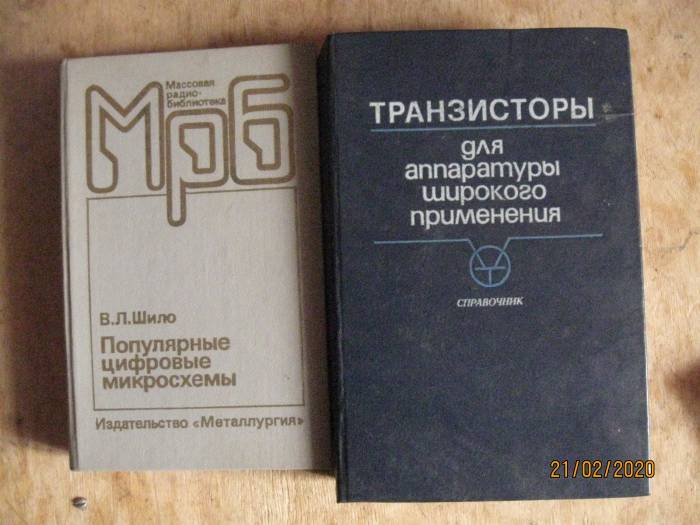 Массовая
радио-
библиотека
МРБ
В.Л.Шило
Популярные
цифровые
микросхемы
Издательство «Металлургия»
ТРАНЗИСТОРЫ
для
аппаратуры
широкого
применения
СПРАВОЧНИК
21/02/2020